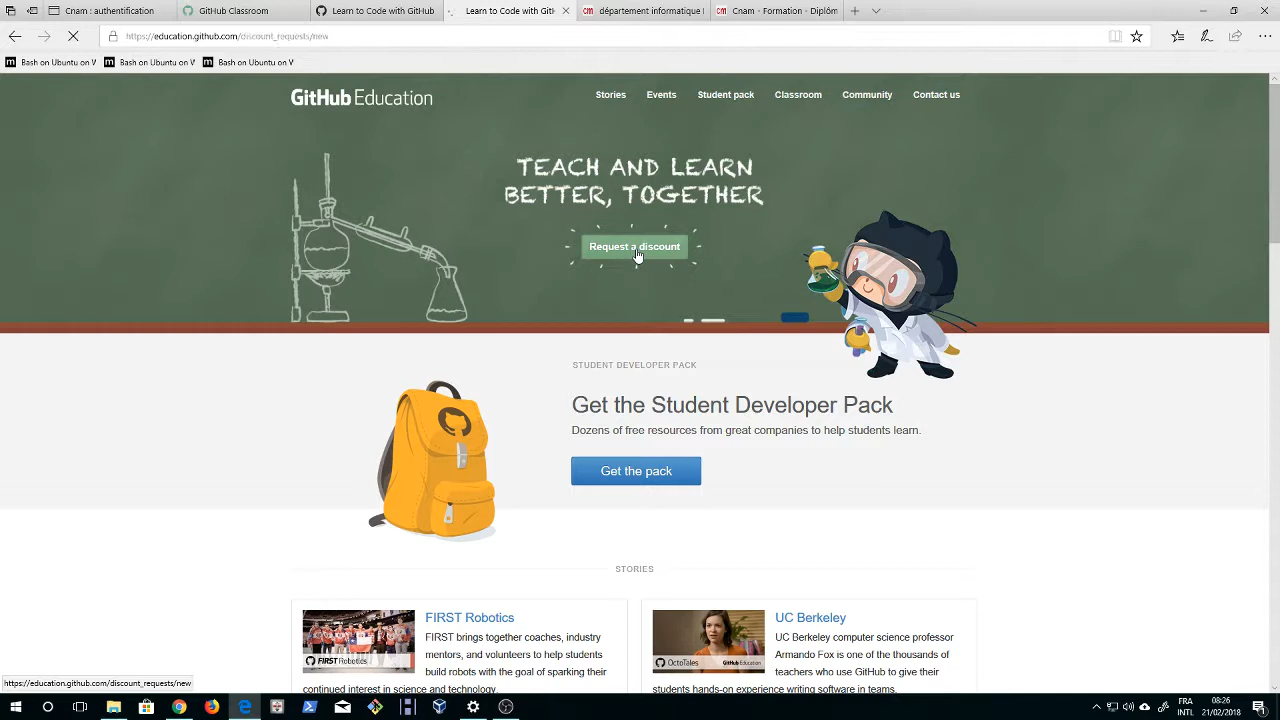 Cnam : authentification
GitHub Classroom
Learn to Code with GitHub
Learn to Code with GitH
département informatique
Cnam - Formation - Diplôm
https://education.github.com/discount_requests/new
Bash on Ubuntu on V
Bash on Ubuntu on V
Bash on Ubuntu on V
GitHub Education
Stories
Events
Student pack
Classroom
Community
Contact us
TEACH AND LEARN
BETTER, TOGETHER
Request a discount
STUDENT DEVELOPER PACK
Get the Student Developer Pack
Dozens of free resources from great companies to help students learn.
Get the pack
STORIES
FIRST Robotics
FIRST brings together coaches, industry
mentors, and volunteers to help students
build robots with the goal of sparking their
continued interest in science and technology.
FIRST Robotics
UC Berkeley
UC Berkeley computer science professor
Armando Fox is one of the thousands of
teachers who use GitHub to give their
students hands-on experience writing software in teams.
OctoTales
GitHub Education
https://education.github.com/discount_requests/new
FRA
INTL
08:26
21/02/2018